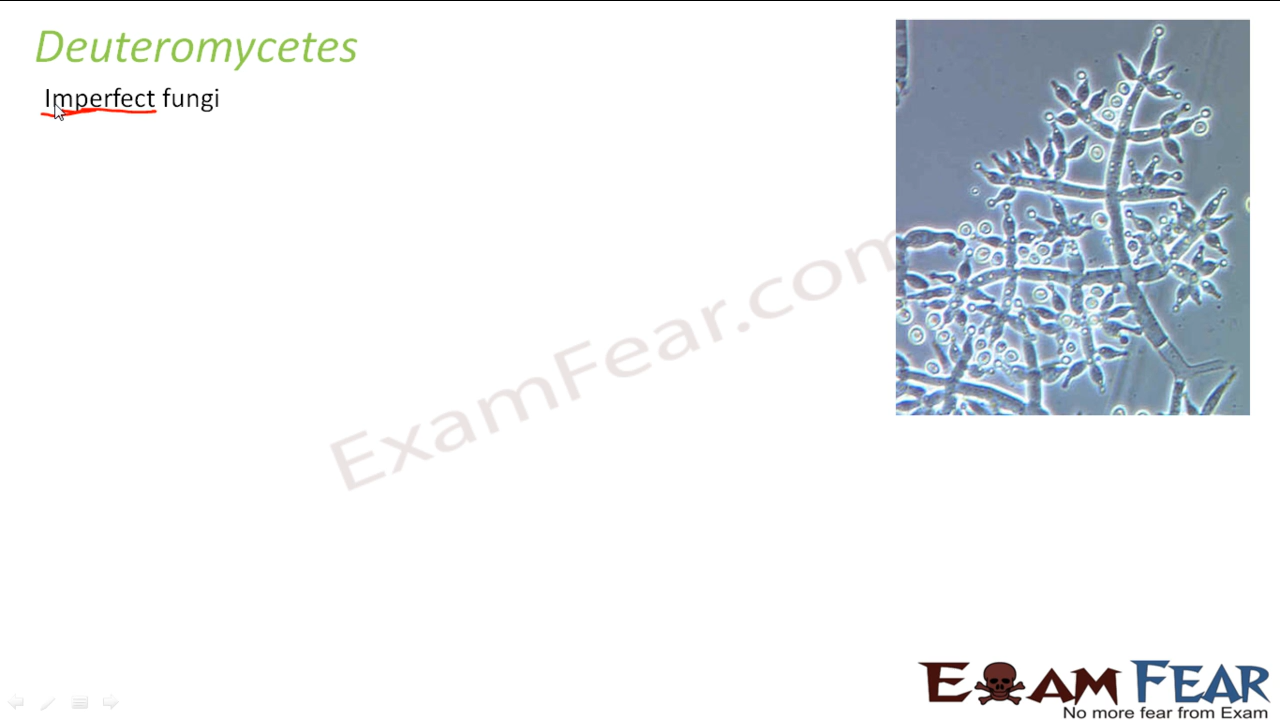 Deuteromycetes
Imperfect fungi
ExamFear.com
EXAM FEAR
No more fear from Exam